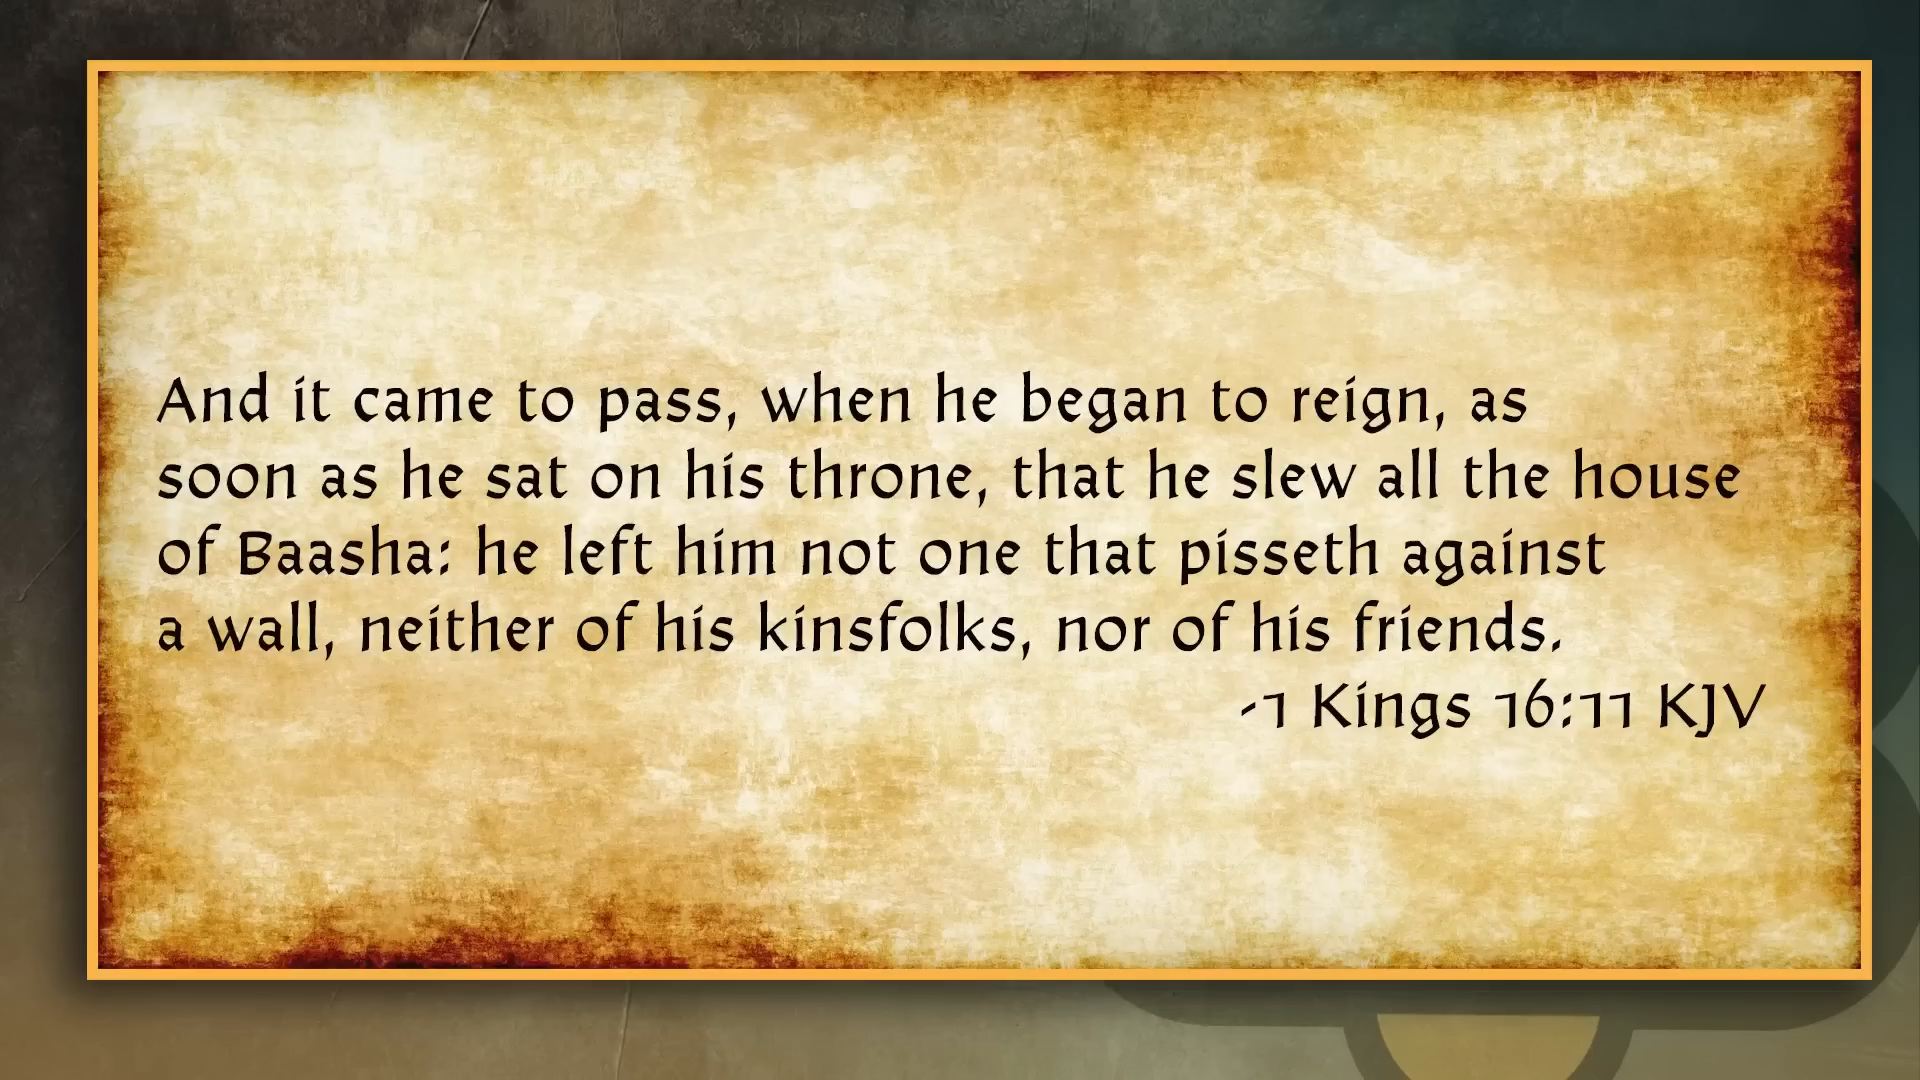 And it came to pass, when he began to reign, as
soon as he sat on his throne, that he slew all the house
of Baasha: he left him not one that pisseth against
a wall, neither of his kinsfolks, nor of his friends.
-1 Kings 16:11 KJV